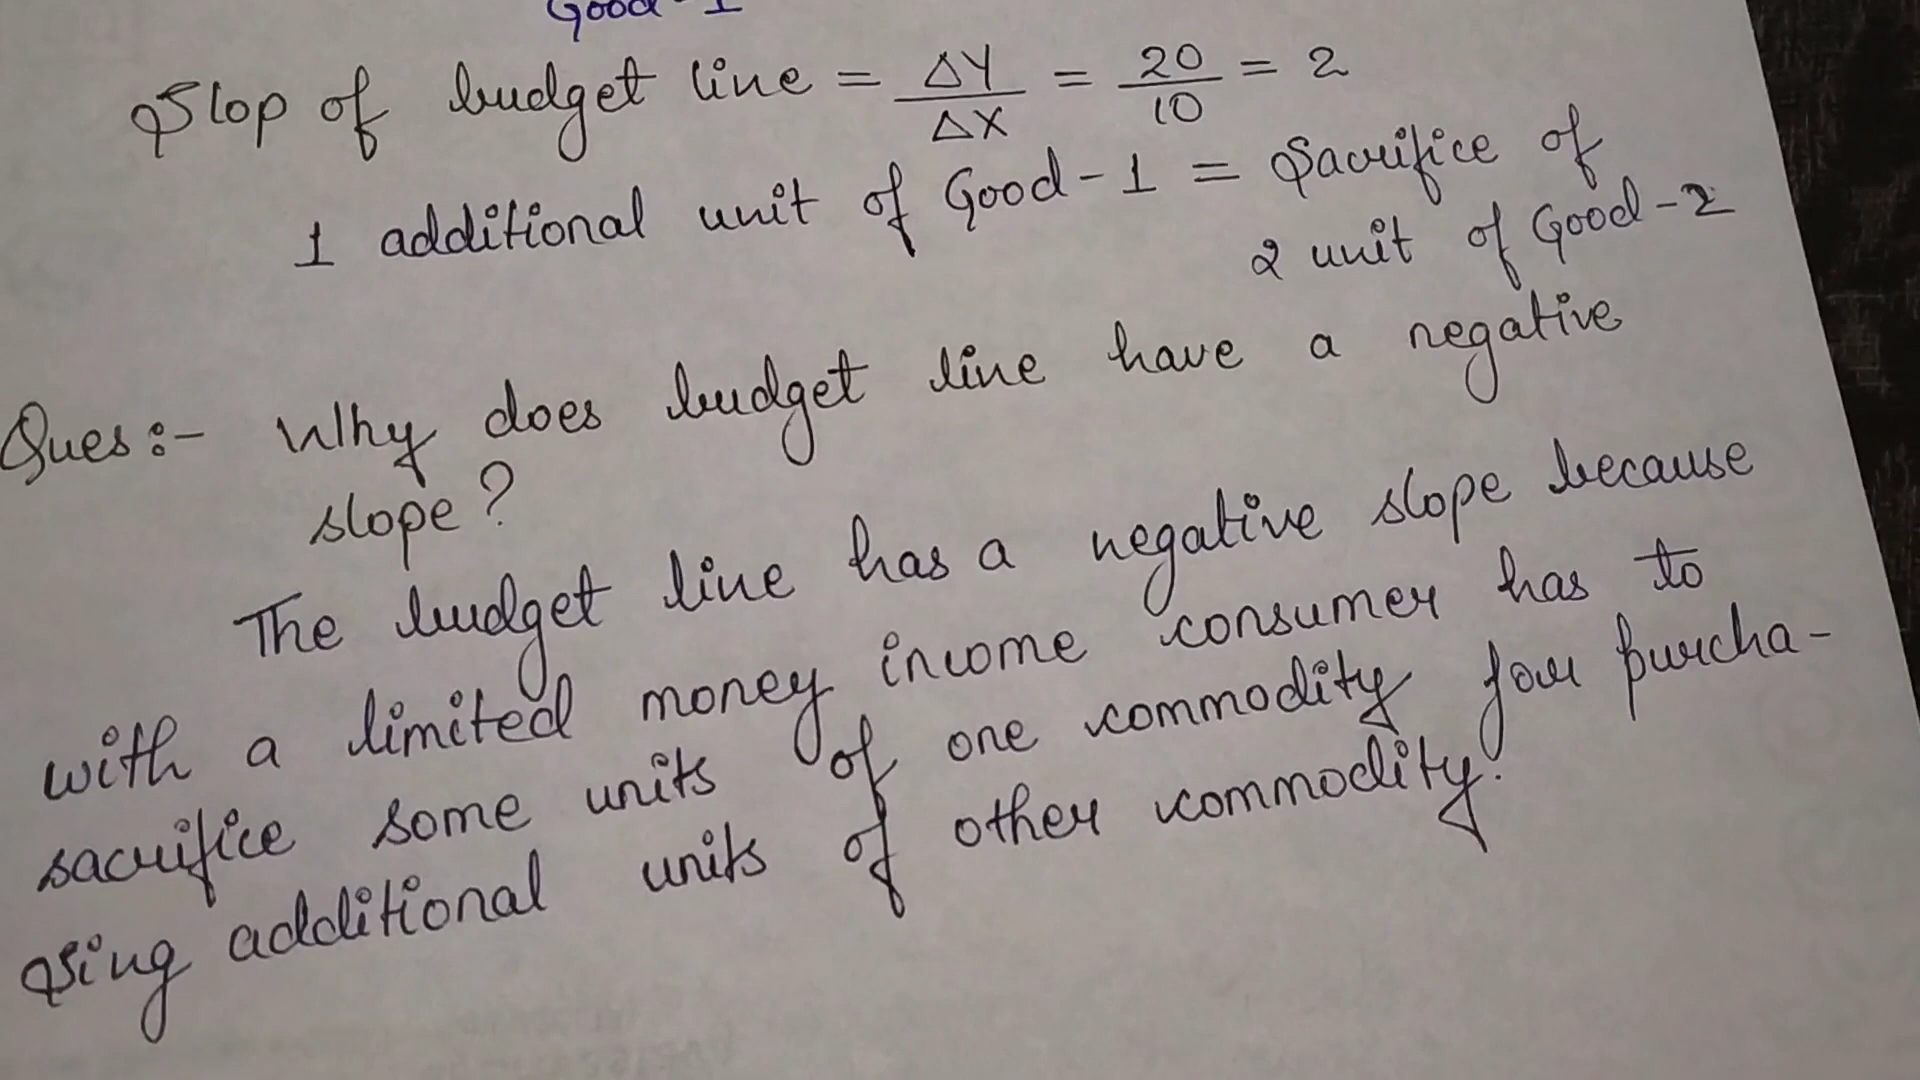 Good-1
Slop of budget line = ΔY/ΔX = 20/10 = 2
1 additional unit of Good-1 = Sacrifice of
2 unit of Good-2
Ques:- Why does budget line have a negative
slope?
The budget line has a negative slope because
with a limited money income consumer has to
sacrifice some units of one commodity for purcha-
sing additional units of other commodity.